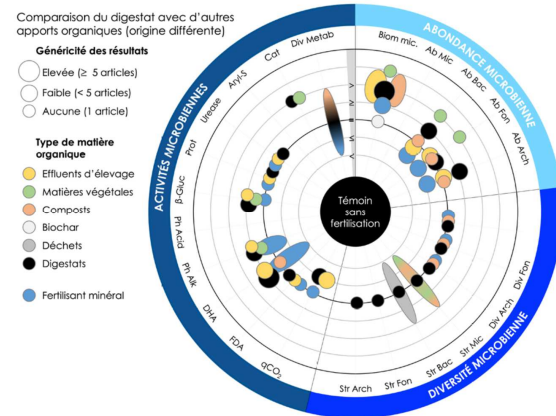 Comparaison du digestat avec d'autres
apports organiques (origine différente)
Généricité des résultats
Elevée (≥ 5 articles)
Faible (< 5 articles)
Aucune (1 article)
Type de matière
organique
Effluents d'élevage
Matières végétales
Composts
Biochar
Déchets
Digestats
Fertilisant minéral
ACTIVITÉS MICROBIENNES
ABONDANCE MICROBIENNE
DIVERSITÉ MICROBIENNE
Div Metab
Cat
Aryl-S
Urease
Prot
β-Gluc
Ph Acid
Ph Alk
DHA
FDA
qCO₂
Biom mic.
Ab Mic
Ab Bac
Ab Fon
Ab Arch
Div Fon
Div Arch
Str Mic
Str Bac
Str Fon
Str Arch
Témoin
sans
fertilisation